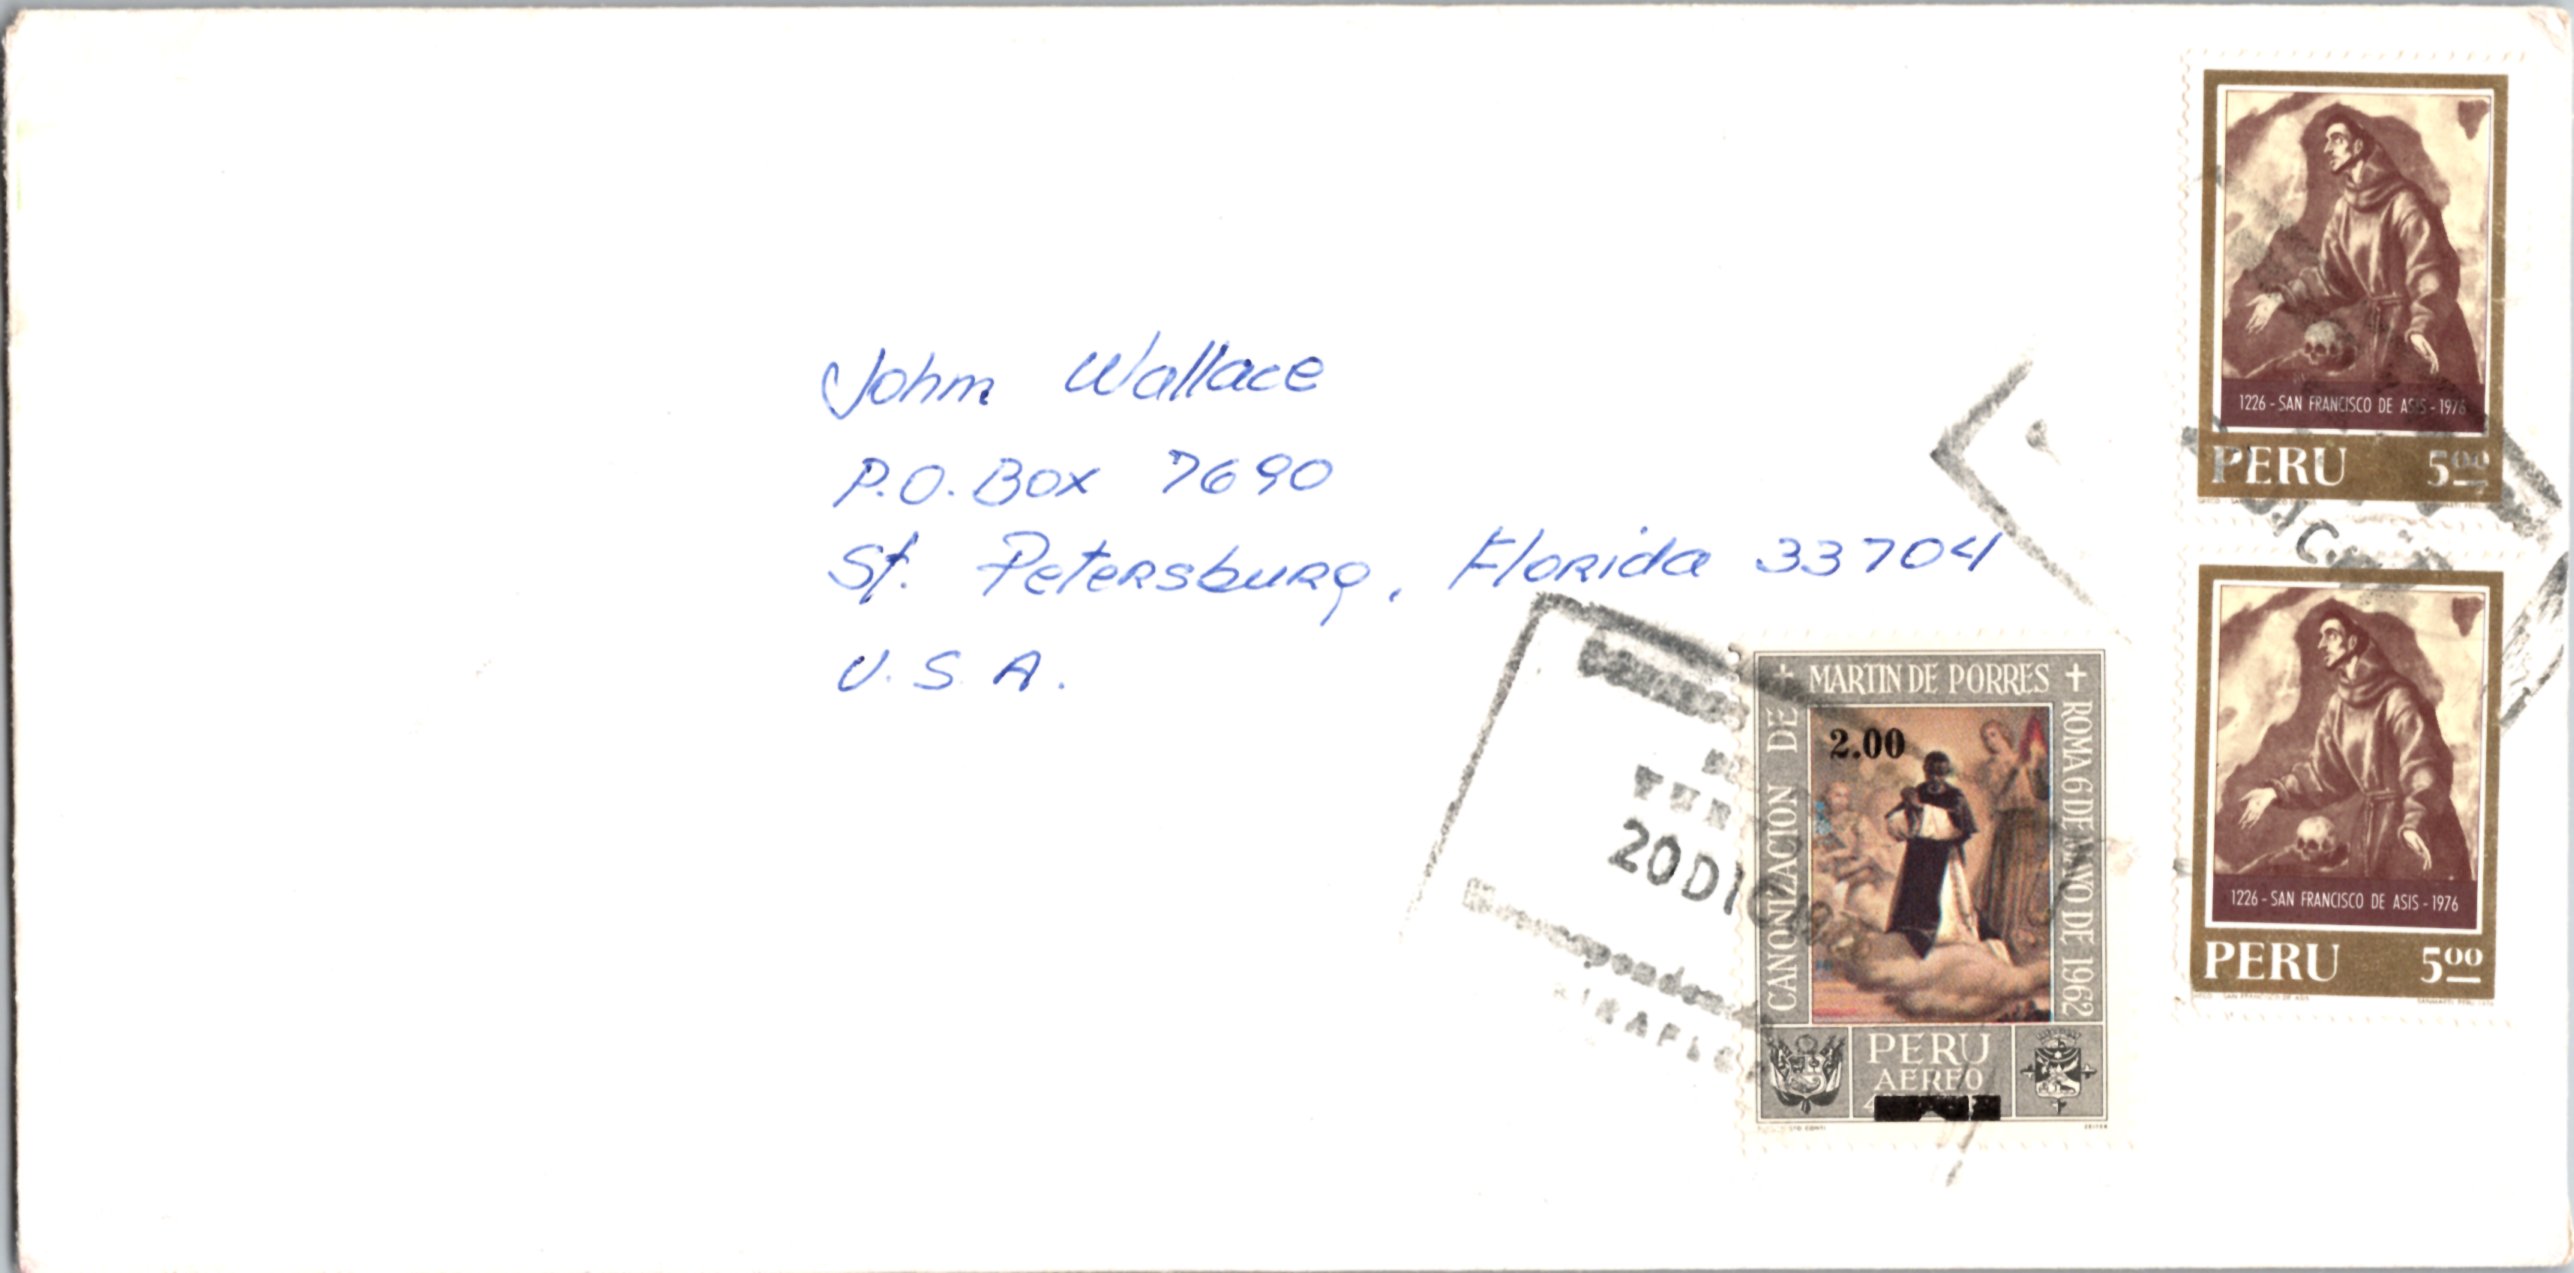 John Wallace
P.O. Box 7690
St. Petersburg, Florida 33704
U.S.A.
1226 - SAN FRANCISCO DE ASIS - 1976
PERU 5.00
1226 - SAN FRANCISCO DE ASIS - 1976
PERU 5.00
CANONIZACION DE
+ MARTIN DE PORRES +
ROMA 6 DE MAYO DE 1962
2.00
PERU
AEREO
20 DIC